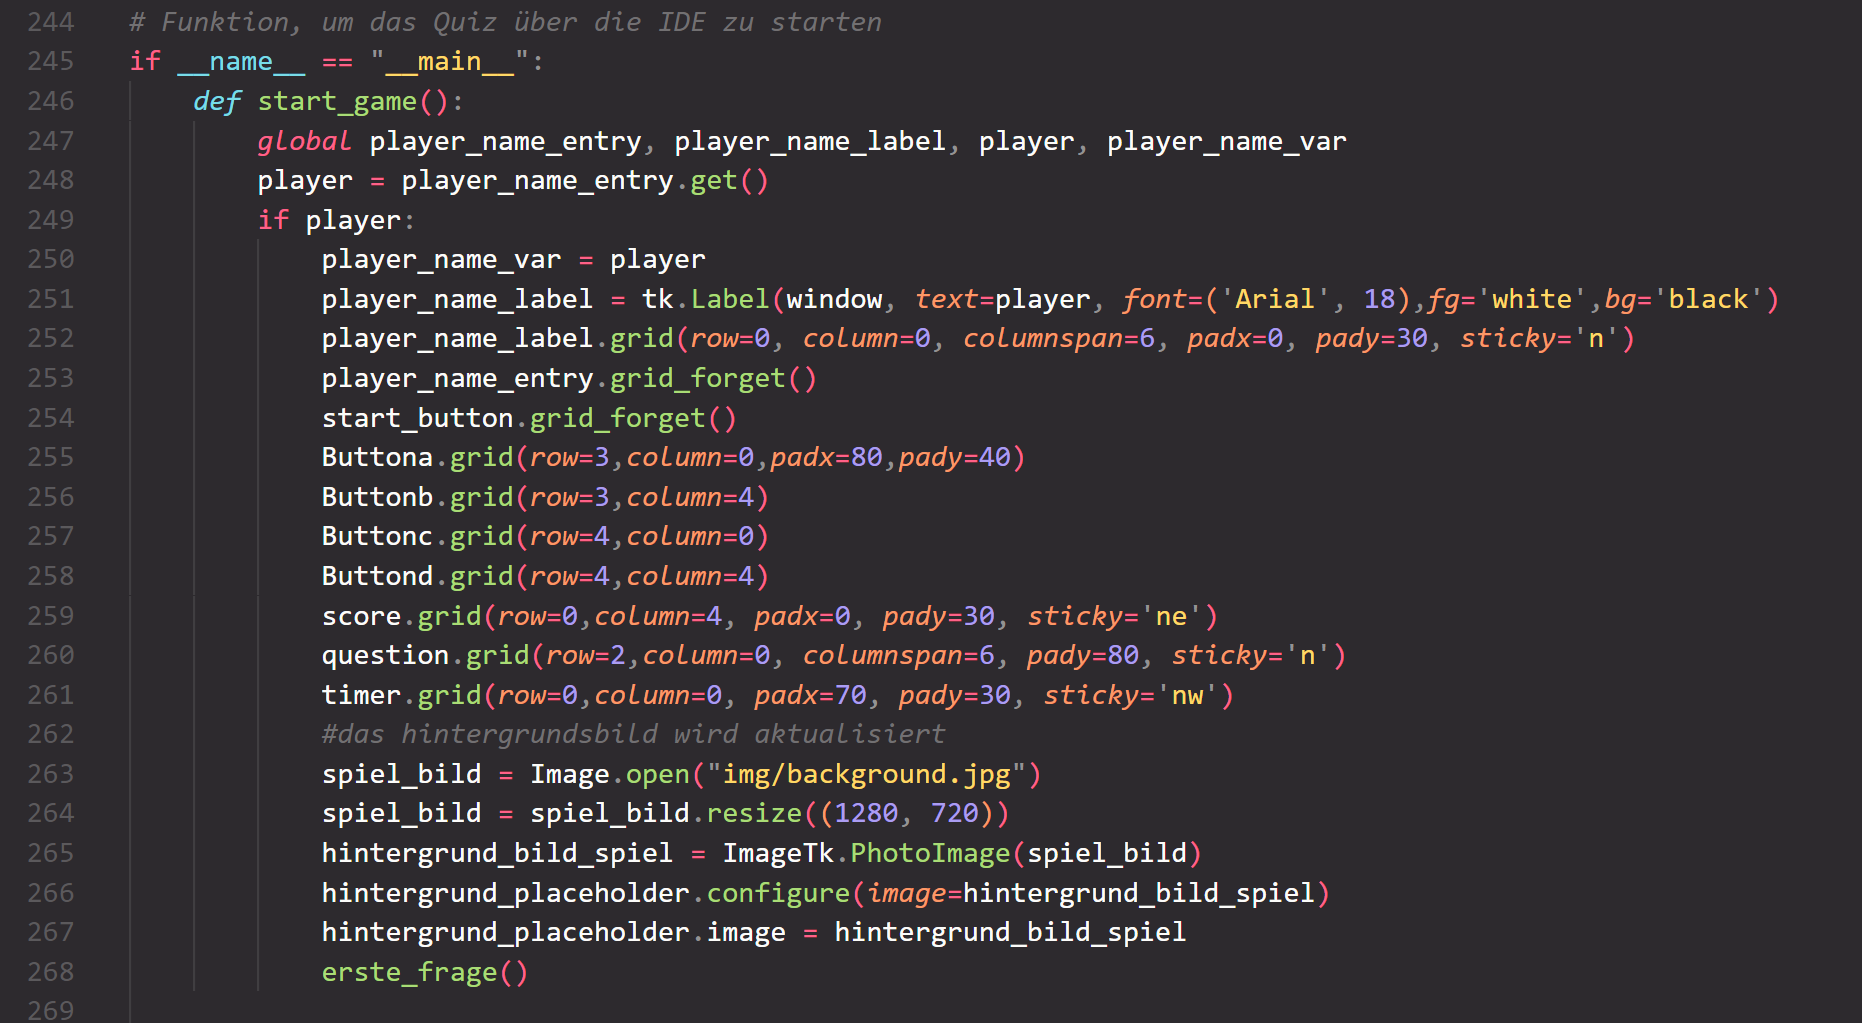 244 # Funktion, um das Quiz über die IDE zu starten
245 if __name__ == "__main__":
246     def start_game():
247         global player_name_entry, player_name_label, player, player_name_var
248         player = player_name_entry.get()
249         if player:
250             player_name_var = player
251             player_name_label = tk.Label(window, text=player, font=('Arial', 18),fg='white',bg='black')
252             player_name_label.grid(row=0, column=0, columnspan=6, padx=0, pady=30, sticky='n')
253             player_name_entry.grid_forget()
254             start_button.grid_forget()
255             Buttona.grid(row=3,column=0,padx=80,pady=40)
256             Buttonb.grid(row=3,column=4)
257             Buttonc.grid(row=4,column=0)
258             Buttond.grid(row=4,column=4)
259             score.grid(row=0,column=4, padx=0, pady=30, sticky='ne')
260             question.grid(row=2,column=0, columnspan=6, pady=80, sticky='n')
261             timer.grid(row=0,column=0, padx=70, pady=30, sticky='nw')
262             #das hintergrundsbild wird aktualisiert
263             spiel_bild = Image.open("img/background.jpg")
264             spiel_bild = spiel_bild.resize((1280, 720))
265             hintergrund_bild_spiel = ImageTk.PhotoImage(spiel_bild)
266             hintergrund_placeholder.configure(image=hintergrund_bild_spiel)
267             hintergrund_placeholder.image = hintergrund_bild_spiel
268             erste_frage()
269